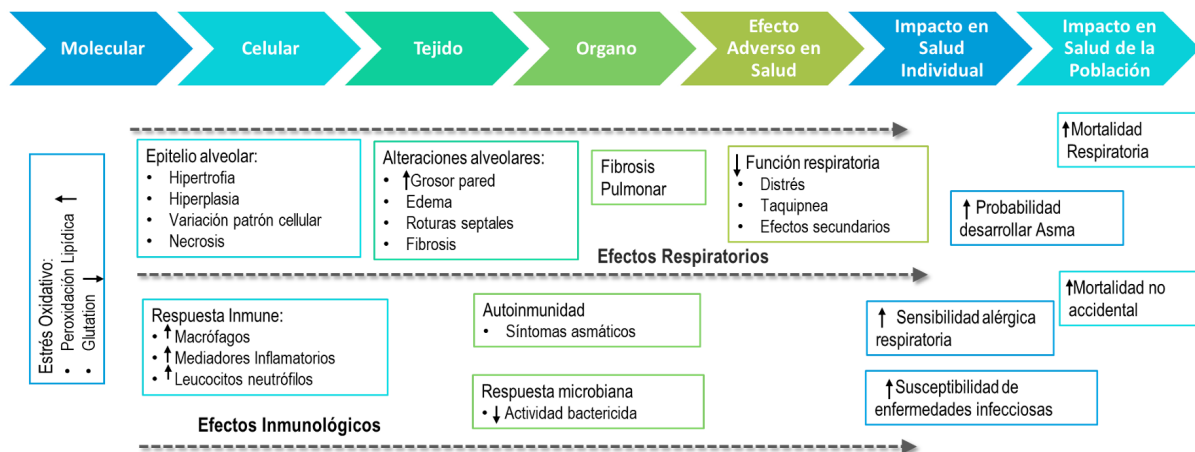 Molecular
Celular
Tejido
Organo
Efecto
Adverso en
Salud
Impacto en
Salud
Individual
Impacto en
Salud de la
Población
Estrés Oxidativo:
• Peroxidación Lipídica ↑
• Glutation ↓
Epitelio alveolar:
• Hipertrofia
• Hiperplasia
• Variación patrón cellular
• Necrosis
Alteraciones alveolares:
• ↑Grosor pared
• Edema
• Roturas septales
• Fibrosis
Fibrosis
Pulmonar
↓ Función respiratoria
• Distrés
• Taquipnea
• Efectos secundarios
↑Mortalidad
Respiratoria
↑ Probabilidad
desarrollar Asma
Efectos Respiratorios
Respuesta Inmune:
• ↑Macrófagos
• ↑Mediadores Inflamatorios
• ↑Leucocitos neutrófilos
Autoinmunidad
• Síntomas asmáticos
Respuesta microbiana
• ↓ Actividad bactericida
↑Mortalidad no
accidental
↑ Sensibilidad alérgica
respiratoria
↑Susceptibilidad de
enfermedades infecciosas
Efectos Inmunológicos